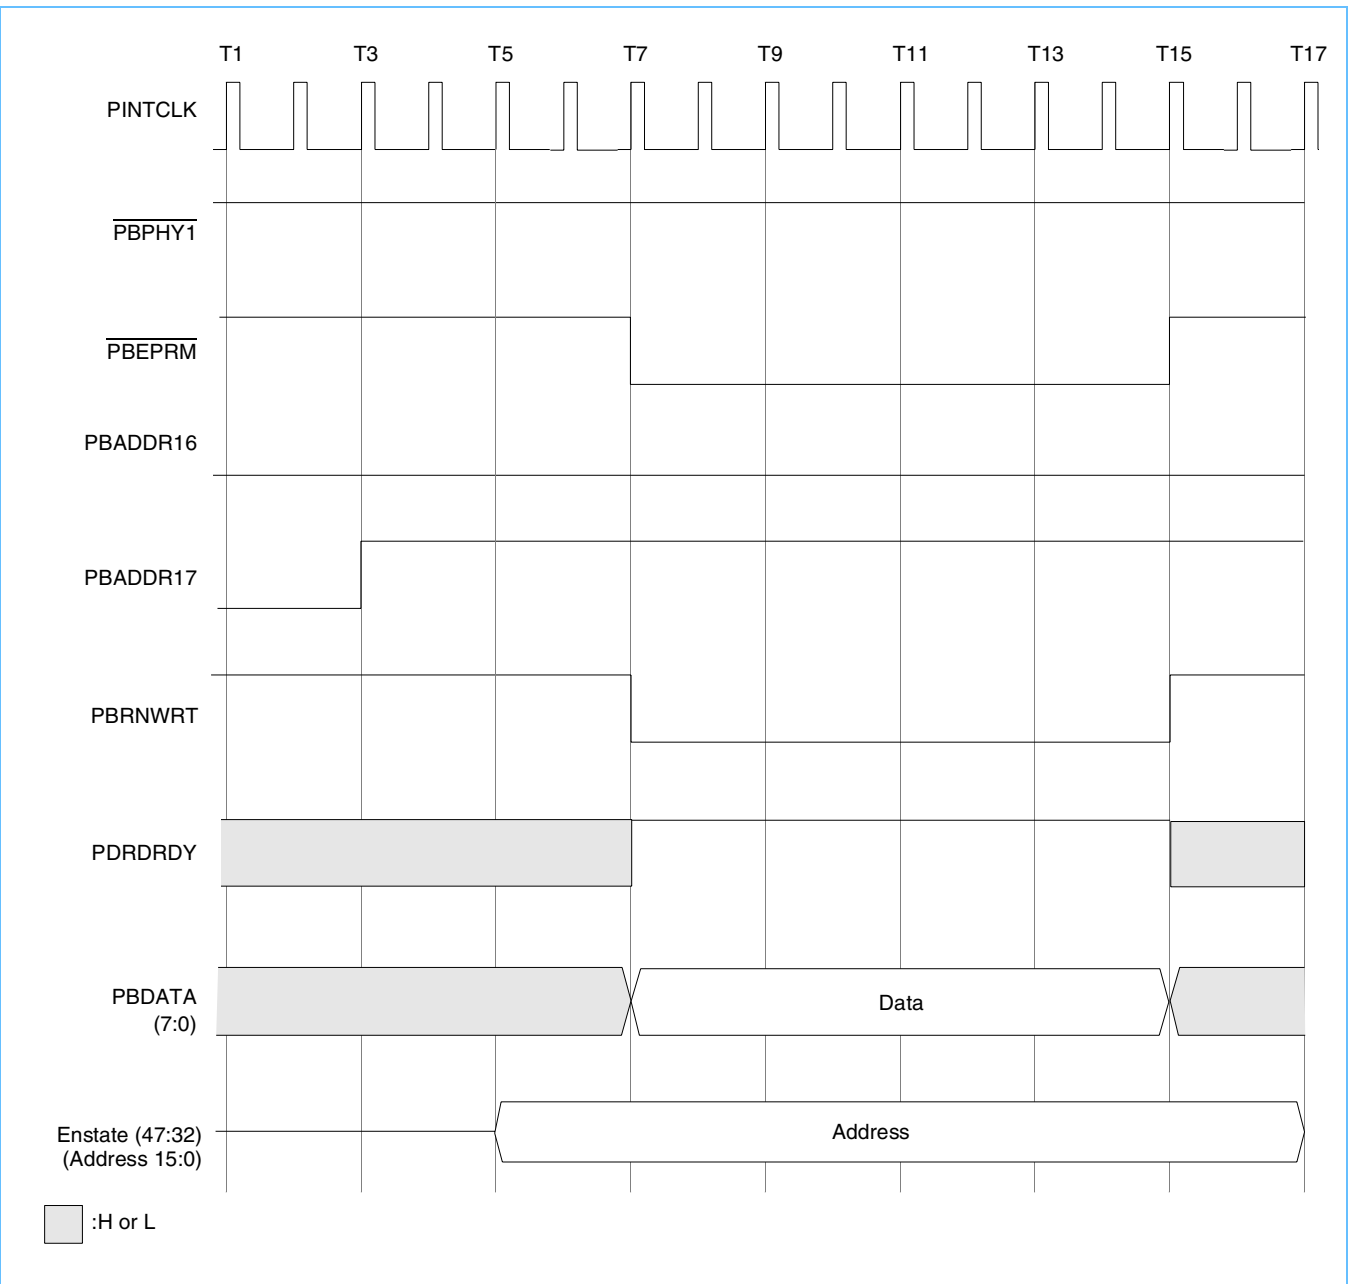 T1 T3 T5 T7 T9 T11 T13 T15 T17
PINTCLK
PBPHY1
PBEPRM
PBADDR16
PBADDR17
PBRNWRT
PDRDRDY
PBDATA
(7:0)
Data
Enstate (47:32)
(Address 15:0)
Address
:H or L